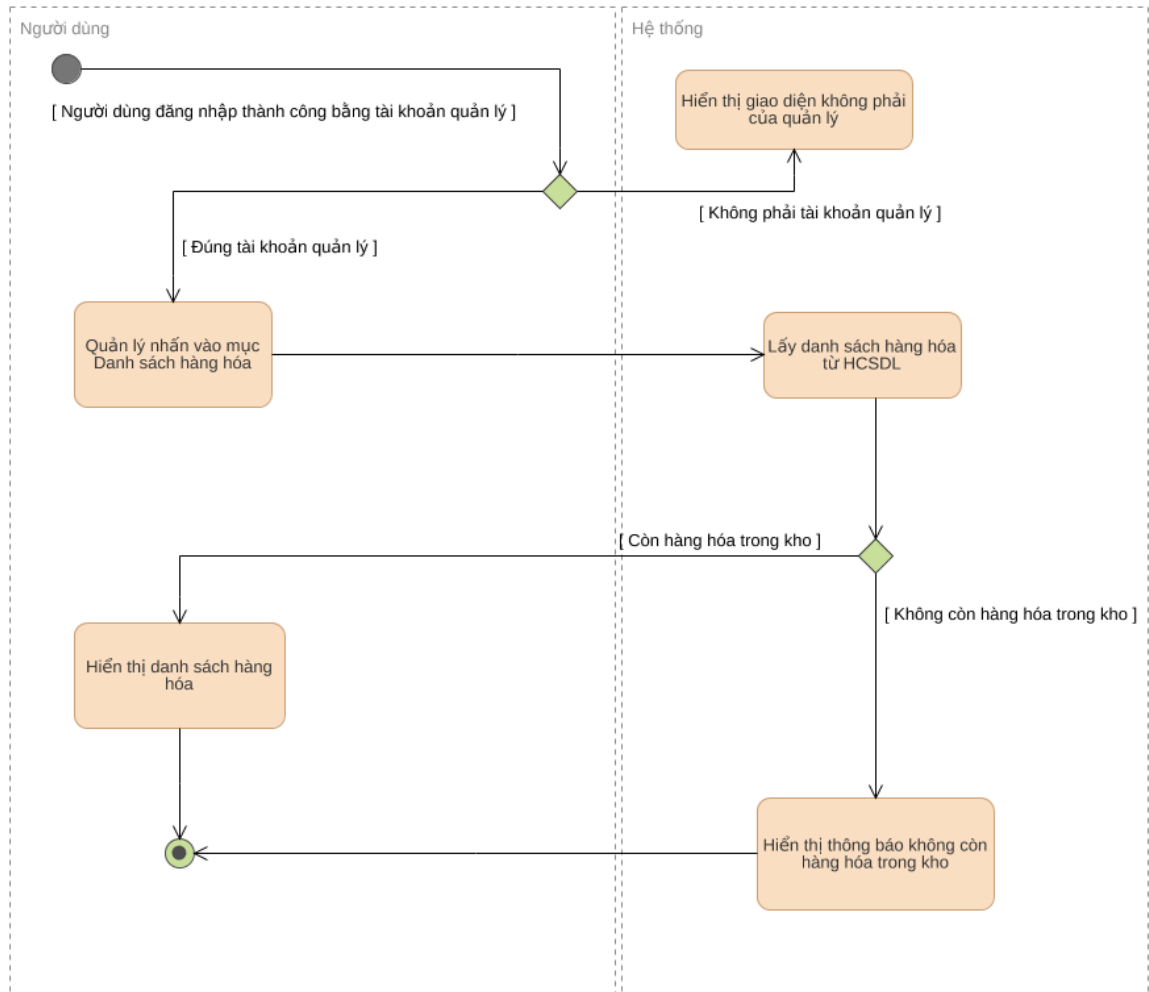 Người dùng
Hệ thống
[ Người dùng đăng nhập thành công bằng tài khoản quản lý ]
Hiển thị giao diện không phải
của quản lý
[ Không phải tài khoản quản lý ]
[ Đúng tài khoản quản lý ]
Quản lý nhấn vào mục
Danh sách hàng hóa
Lấy danh sách hàng hóa
từ HCSDL
[ Còn hàng hóa trong kho ]
[ Không còn hàng hóa trong kho ]
Hiển thị danh sách hàng
hóa
Hiển thị thông báo không còn
hàng hóa trong kho